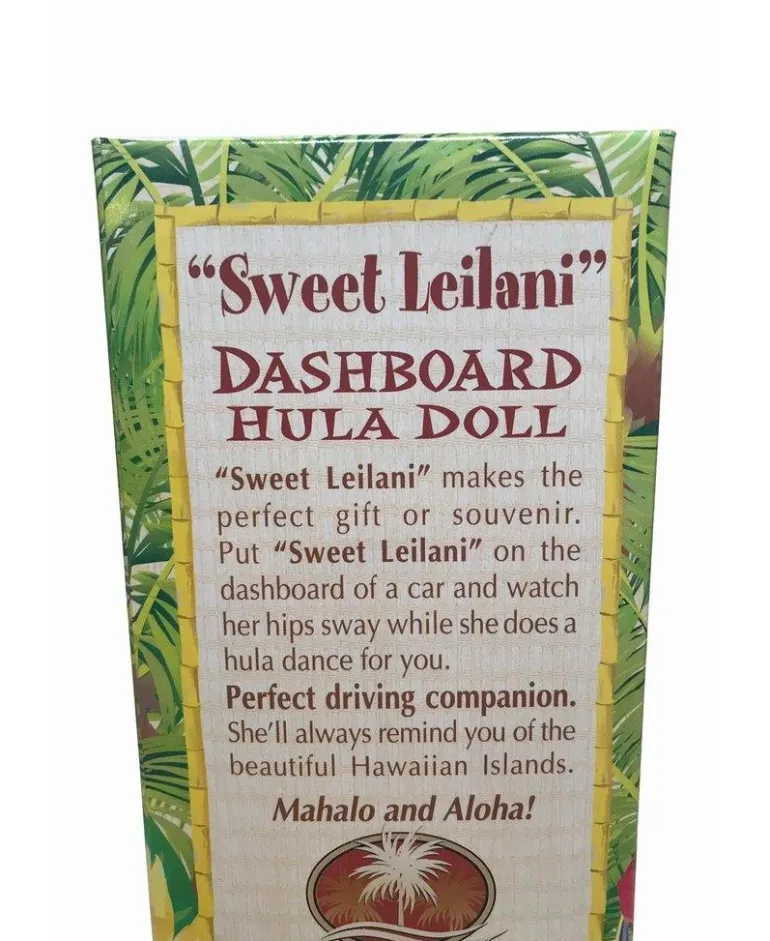 “Sweet Leilani”
DASHBOARD
HULA DOLL
“Sweet Leilani” makes the
perfect gift or souvenir.
Put “Sweet Leilani” on the
dashboard of a car and watch
her hips sway while she does a
hula dance for you.
Perfect driving companion.
She’ll always remind you of the
beautiful Hawaiian Islands.
Mahalo and Aloha!